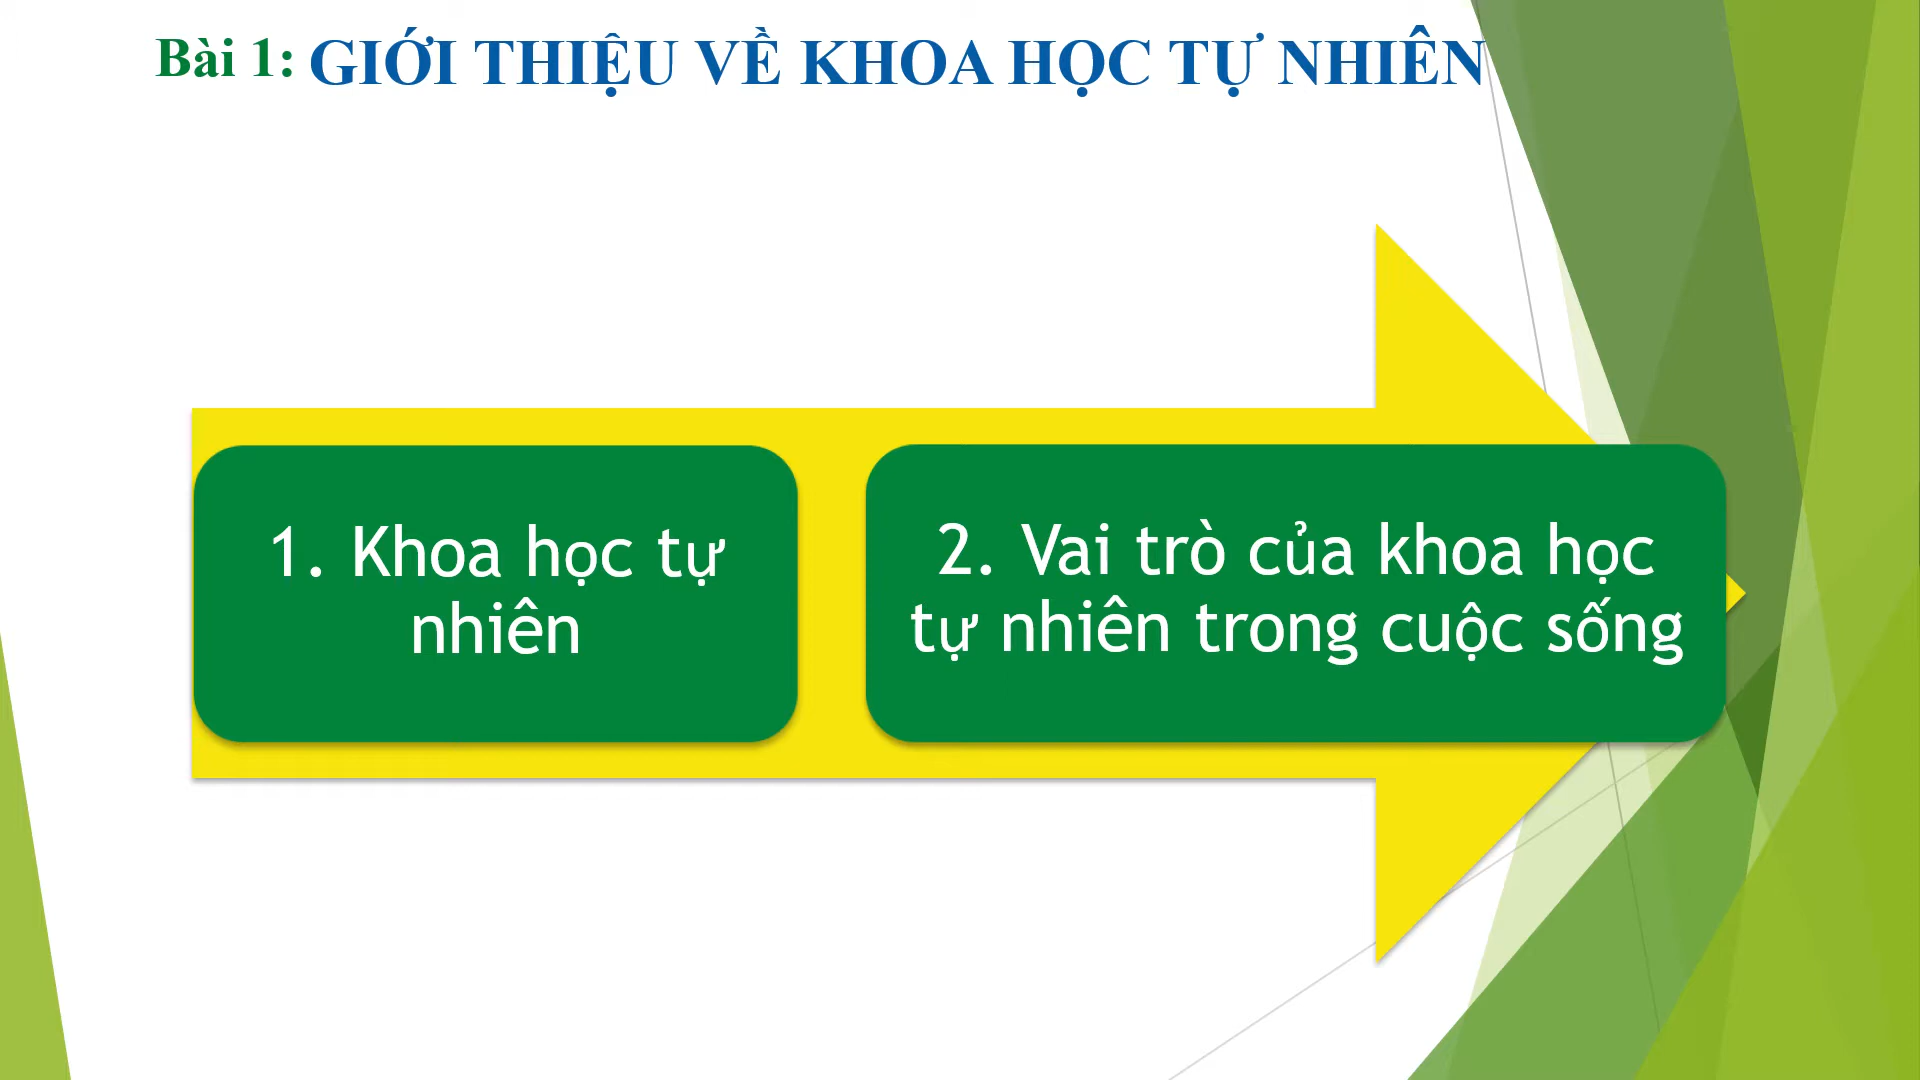 Bài 1: GIỚI THIỆU VỀ KHOA HỌC TỰ NHIÊN
1. Khoa học tự
nhiên
2. Vai trò của khoa học
tự nhiên trong cuộc sống